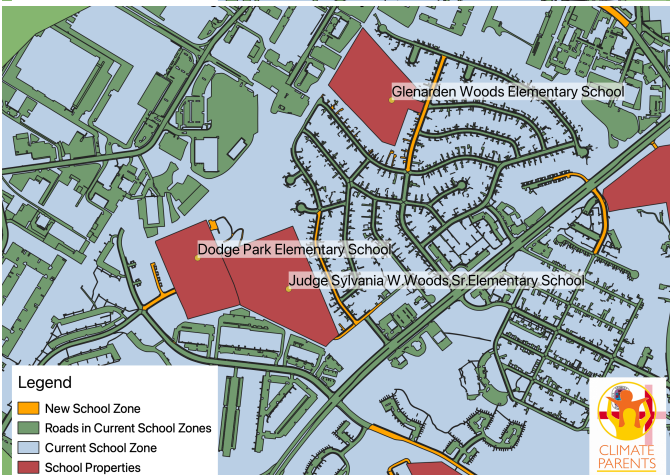 Glenarden Woods Elementary School
Dodge Park Elementary School
Judge Sylvania W.Woods,Sr.Elementary School
Legend
New School Zone
Roads in Current School Zones
Current School Zone
School Properties
CLIMATE
PARENTS